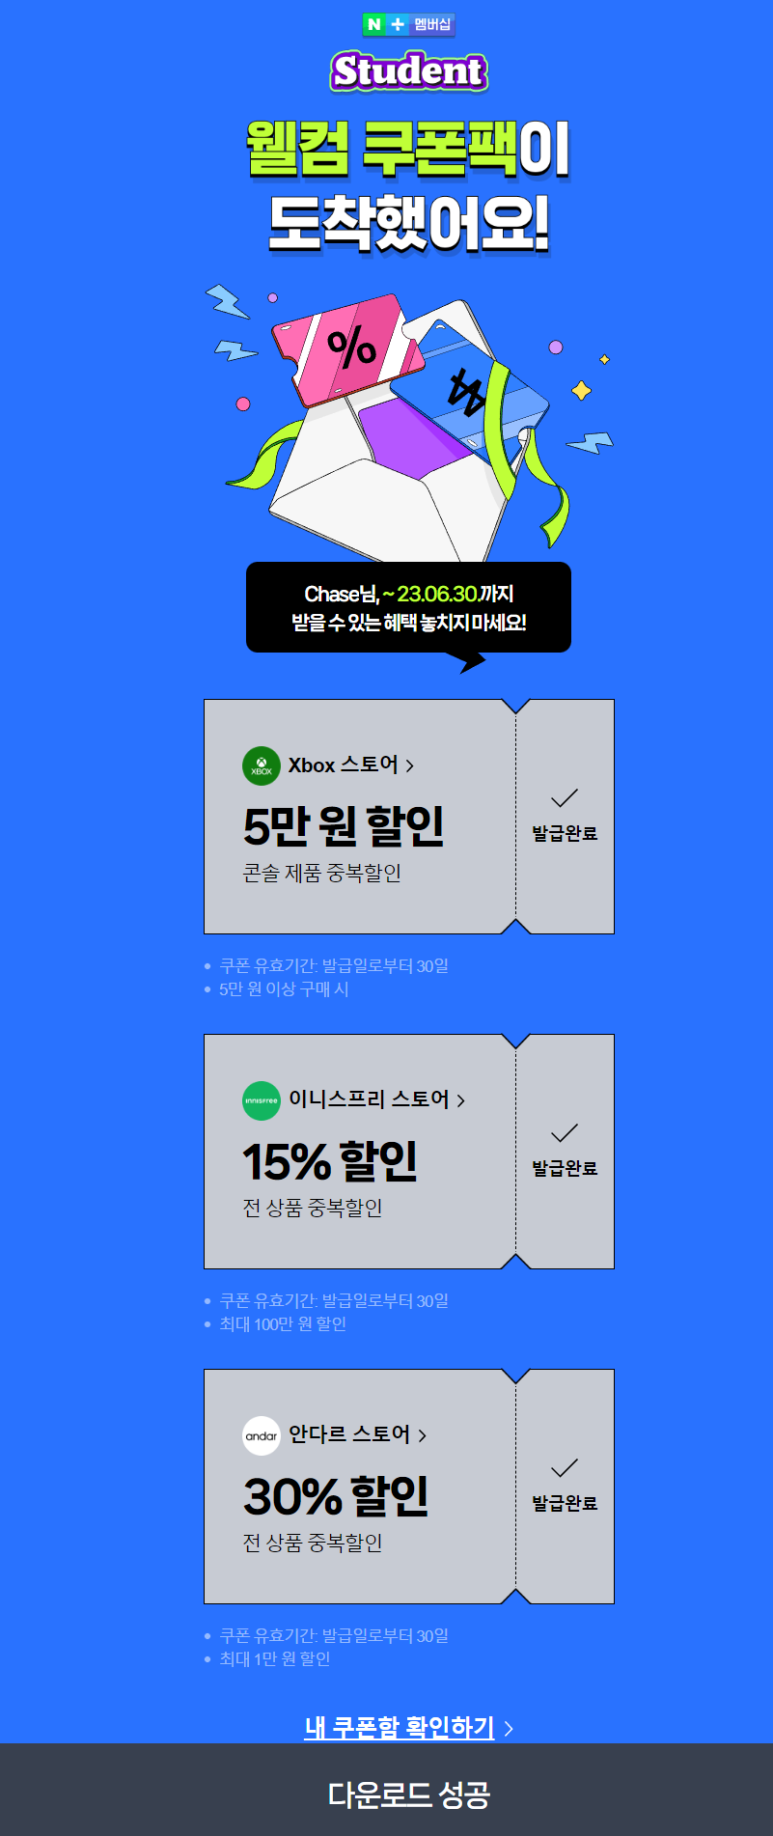 N + 멤버십
Student
웰컴 쿠폰팩이
도착했어요!
%
₩
Chase님, ~ 23.06.30.까지
받을 수 있는 혜택 놓치지 마세요!
XBOX
Xbox 스토어 >
5만 원 할인
콘솔 제품 중복할인
발급완료
• 쿠폰 유효기간: 발급일로부터 30일
• 5만 원 이상 구매 시
innisfree
이니스프리 스토어 >
15% 할인
전 상품 중복할인
발급완료
• 쿠폰 유효기간: 발급일로부터 30일
• 최대 100만 원 할인
andar
안다르 스토어 >
30% 할인
전 상품 중복할인
발급완료
• 쿠폰 유효기간: 발급일로부터 30일
• 최대 1만 원 할인
내 쿠폰함 확인하기 >
다운로드 성공